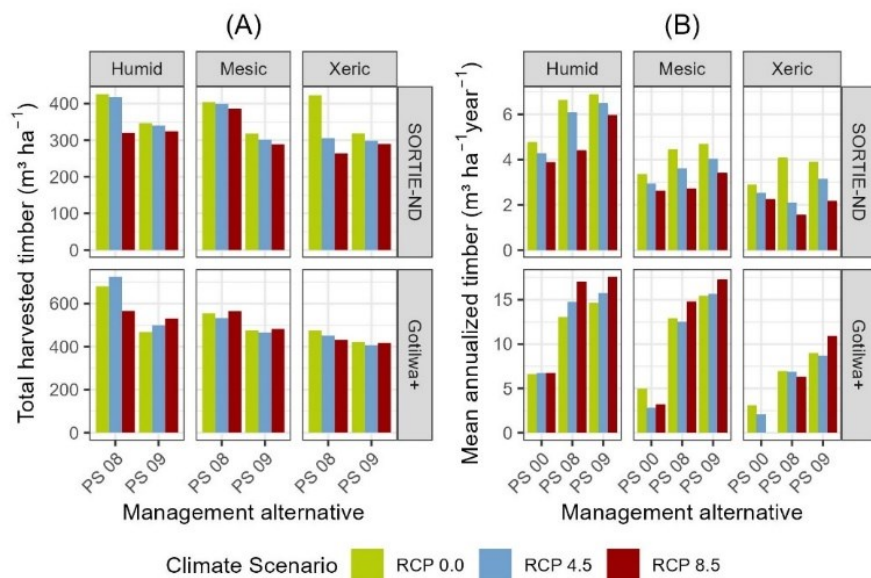 (A)
Humid Mesic Xeric
Total harvested timber (m³ ha⁻¹)
400
300
200
100
0
SORTIE-ND
600
400
200
0
Gotilwa+
PS 08 PS 09 PS 08 PS 09 PS 08 PS 09
Management alternative
(B)
Humid Mesic Xeric
Mean annualized timber (m³ ha⁻¹year⁻¹)
6
4
2
0
SORTIE-ND
15
10
5
0
Gotilwa+
PS 00 PS 08 PS 09 PS 00 PS 08 PS 09 PS 00 PS 08 PS 09
Management alternative
Climate Scenario RCP 0.0 RCP 4.5 RCP 8.5